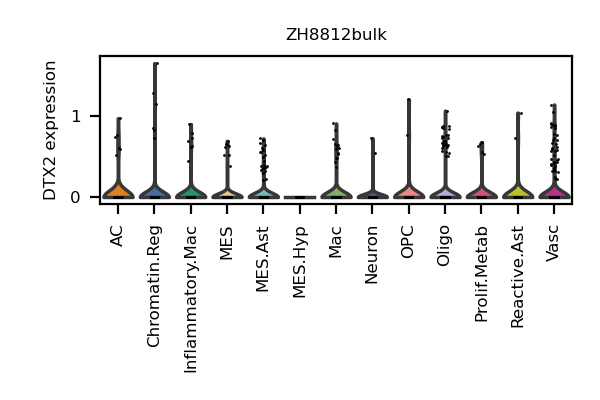 ZH8812bulk
DTX2 expression
1
0
AC
Chromatin.Reg
Inflammatory.Mac
MES
MES.Ast
MES.Hyp
Mac
Neuron
OPC
Oligo
Prolif.Metab
Reactive.Ast
Vasc